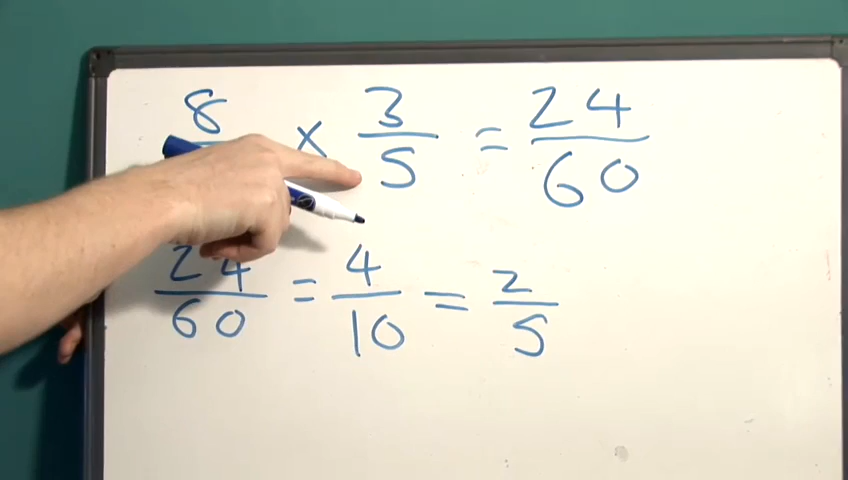 8 × 3/5 = 24/60
24/60 = 4/10 = 2/5